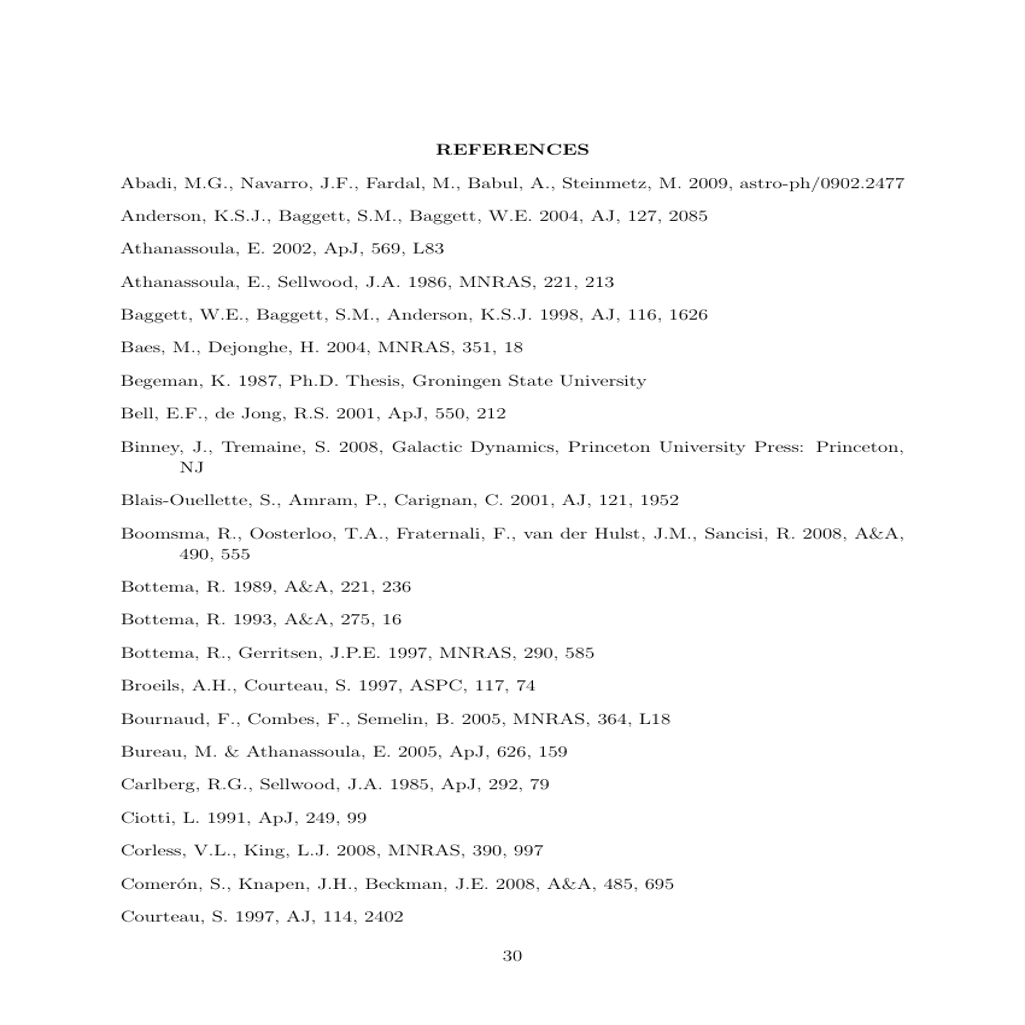 REFERENCES
Abadi, M.G., Navarro, J.F., Fardal, M., Babul, A., Steinmetz, M. 2009, astro-ph/0902.2477
Anderson, K.S.J., Baggett, S.M., Baggett, W.E. 2004, AJ, 127, 2085
Athanassoula, E. 2002, ApJ, 569, L83
Athanassoula, E., Sellwood, J.A. 1986, MNRAS, 221, 213
Baggett, W.E., Baggett, S.M., Anderson, K.S.J. 1998, AJ, 116, 1626
Baes, M., Dejonghe, H. 2004, MNRAS, 351, 18
Begeman, K. 1987, Ph.D. Thesis, Groningen State University
Bell, E.F., de Jong, R.S. 2001, ApJ, 550, 212
Binney, J., Tremaine, S. 2008, Galactic Dynamics, Princeton University Press: Princeton,
NJ
Blais-Ouellette, S., Amram, P., Carignan, C. 2001, AJ, 121, 1952
Boomsma, R., Oosterloo, T.A., Fraternali, F., van der Hulst, J.M., Sancisi, R. 2008, A&A,
490, 555
Bottema, R. 1989, A&A, 221, 236
Bottema, R. 1993, A&A, 275, 16
Bottema, R., Gerritsen, J.P.E. 1997, MNRAS, 290, 585
Broeils, A.H., Courteau, S. 1997, ASPC, 117, 74
Bournaud, F., Combes, F., Semelin, B. 2005, MNRAS, 364, L18
Bureau, M. & Athanassoula, E. 2005, ApJ, 626, 159
Carlberg, R.G., Sellwood, J.A. 1985, ApJ, 292, 79
Ciotti, L. 1991, ApJ, 249, 99
Corless, V.L., King, L.J. 2008, MNRAS, 390, 997
Comerón, S., Knapen, J.H., Beckman, J.E. 2008, A&A, 485, 695
Courteau, S. 1997, AJ, 114, 2402
30